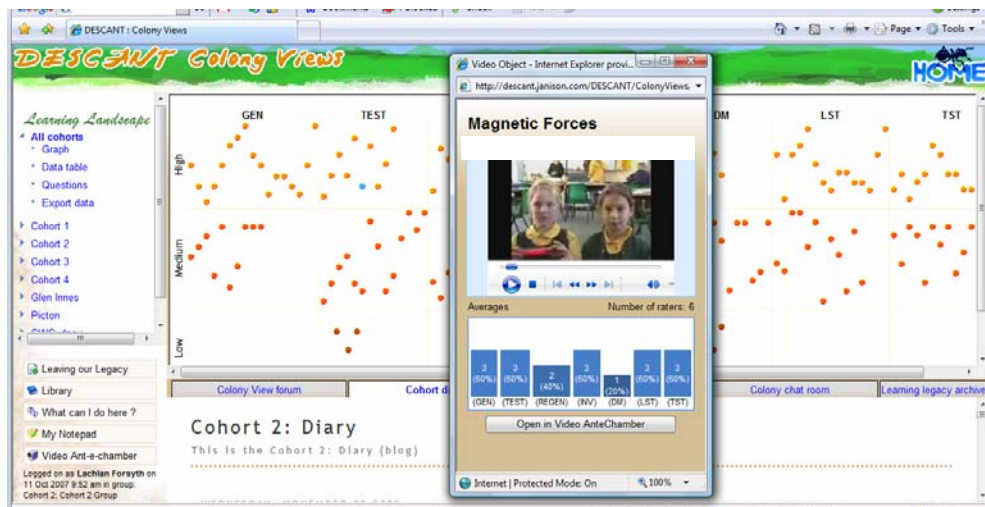 DESCANT : Colony Views
Page
Tools
DESCANT Colony Views
HOME
Learning Landscape
All cohorts
Graph
Data table
Questions
Export data
Cohort 1
Cohort 2
Cohort 3
Cohort 4
Glen Innes
Picton
Leaving our Legacy
Library
What can I do here ?
My Notepad
Video Ant-e-chamber
Logged on as Lachlan Forsyth on
11 Oct 2007 9:52 am in group:
Cohort 2; Cohort 2 Group
GEN TEST DM LST TST
High
Medium
Low
Video Object - Internet Explorer provi...
http://descant.janison.com/DESCANT/ColonyViews/
Magnetic Forces
Averages Number of raters: 6
3 3 2 3 1 3 3
(60%) (60%) (40%) (60%) (20%) (60%) (60%)
(GEN) (TEST) (REGEN) (INV) (DM) (LST) (TST)
Open in Video AnteChamber
Internet | Protected Mode: On 100%
Colony View forum Cohort d Colony chat room Learning legacy archive
Cohort 2: Diary
This is the Cohort 2: Diary (blog)